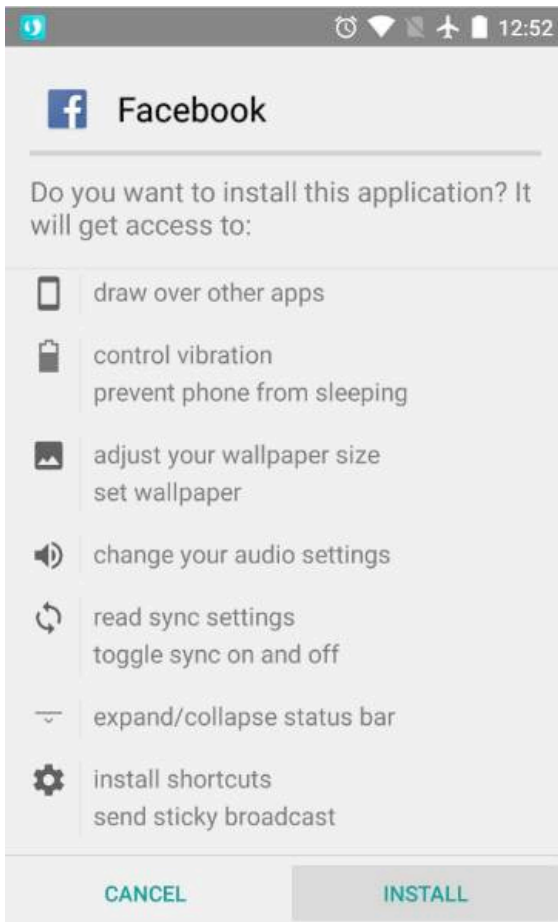 12:52
Facebook
Do you want to install this application? It
will get access to:
draw over other apps
control vibration
prevent phone from sleeping
adjust your wallpaper size
set wallpaper
change your audio settings
read sync settings
toggle sync on and off
expand/collapse status bar
install shortcuts
send sticky broadcast
CANCEL INSTALL